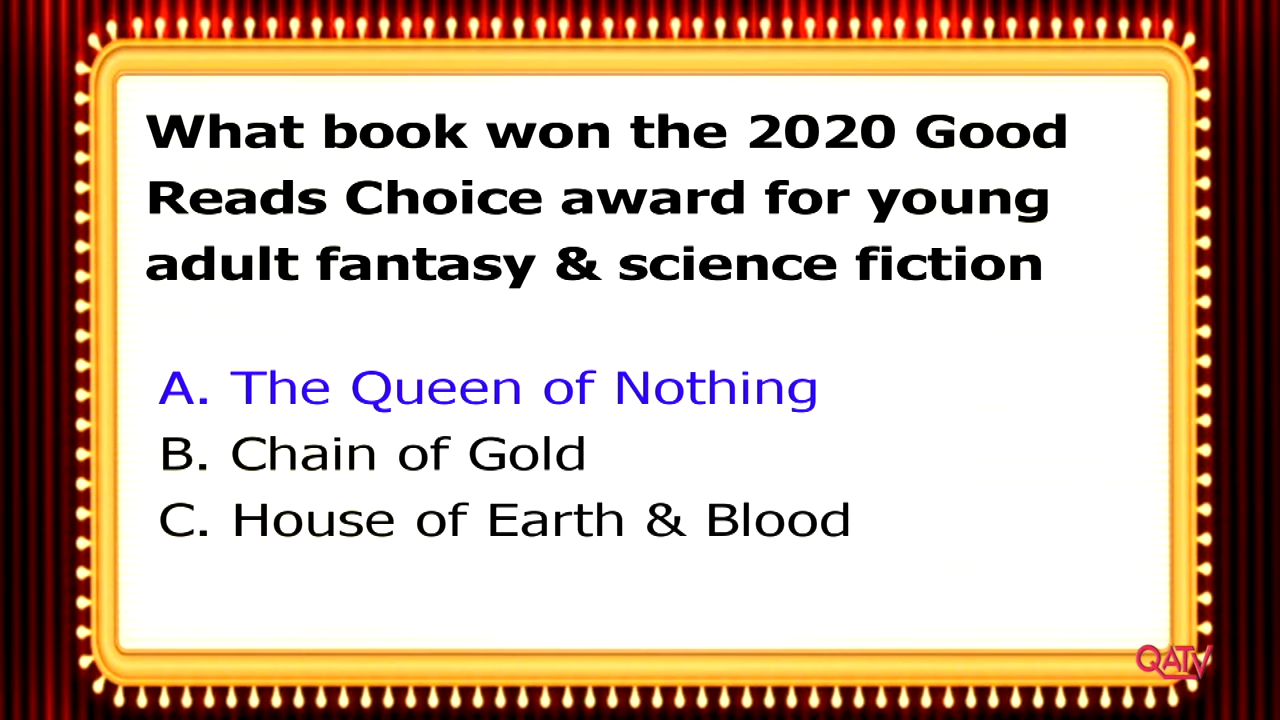 What book won the 2020 Good
Reads Choice award for young
adult fantasy & science fiction
A. The Queen of Nothing
B. Chain of Gold
C. House of Earth & Blood
QATV